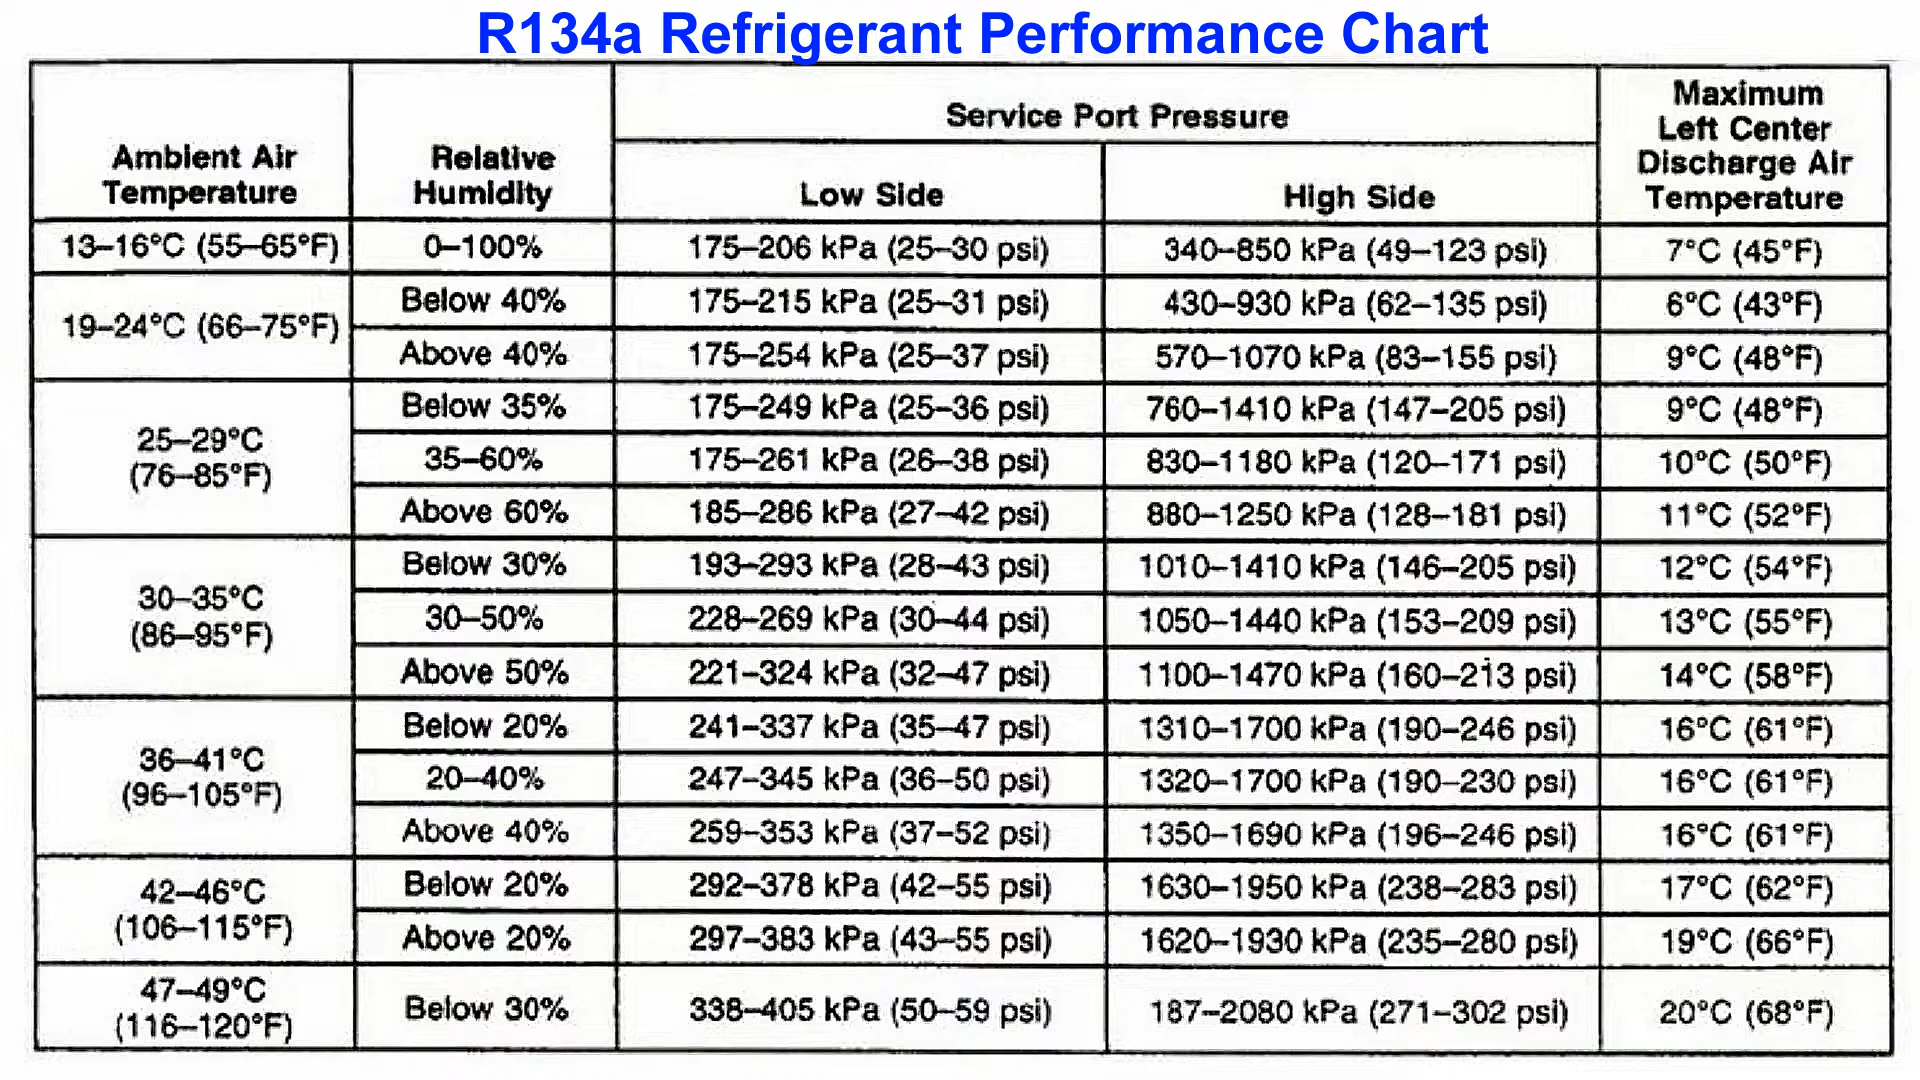 R134a Refrigerant Performance Chart
Ambient Air
Temperature
Relative
Humidity
Service Port Pressure
Low Side
High Side
Maximum
Left Center
Discharge Air
Temperature
13–16°C (55–65°F) 0–100% 175–206 kPa (25–30 psi) 340–850 kPa (49–123 psi) 7°C (45°F)
19–24°C (66–75°F)
Below 40% 175–215 kPa (25–31 psi) 430–930 kPa (62–135 psi) 6°C (43°F)
Above 40% 175–254 kPa (25–37 psi) 570–1070 kPa (83–155 psi) 9°C (48°F)
25–29°C
(76–85°F)
Below 35% 175–249 kPa (25–36 psi) 760–1410 kPa (147–205 psi) 9°C (48°F)
35–60% 175–261 kPa (26–38 psi) 830–1180 kPa (120–171 psi) 10°C (50°F)
Above 60% 185–286 kPa (27–42 psi) 880–1250 kPa (128–181 psi) 11°C (52°F)
30–35°C
(86–95°F)
Below 30% 193–293 kPa (28–43 psi) 1010–1410 kPa (146–205 psi) 12°C (54°F)
30–50% 228–269 kPa (30–44 psi) 1050–1440 kPa (153–209 psi) 13°C (55°F)
Above 50% 221–324 kPa (32–47 psi) 1100–1470 kPa (160–213 psi) 14°C (58°F)
36–41°C
(96–105°F)
Below 20% 241–337 kPa (35–47 psi) 1310–1700 kPa (190–246 psi) 16°C (61°F)
20–40% 247–345 kPa (36–50 psi) 1320–1700 kPa (190–230 psi) 16°C (61°F)
Above 40% 259–353 kPa (37–52 psi) 1350–1690 kPa (196–246 psi) 16°C (61°F)
42–46°C
(106–115°F)
Below 20% 292–378 kPa (42–55 psi) 1630–1950 kPa (238–283 psi) 17°C (62°F)
Above 20% 297–383 kPa (43–55 psi) 1620–1930 kPa (235–280 psi) 19°C (66°F)
47–49°C
(116–120°F)
Below 30% 338–405 kPa (50–59 psi) 187–2080 kPa (271–302 psi) 20°C (68°F)